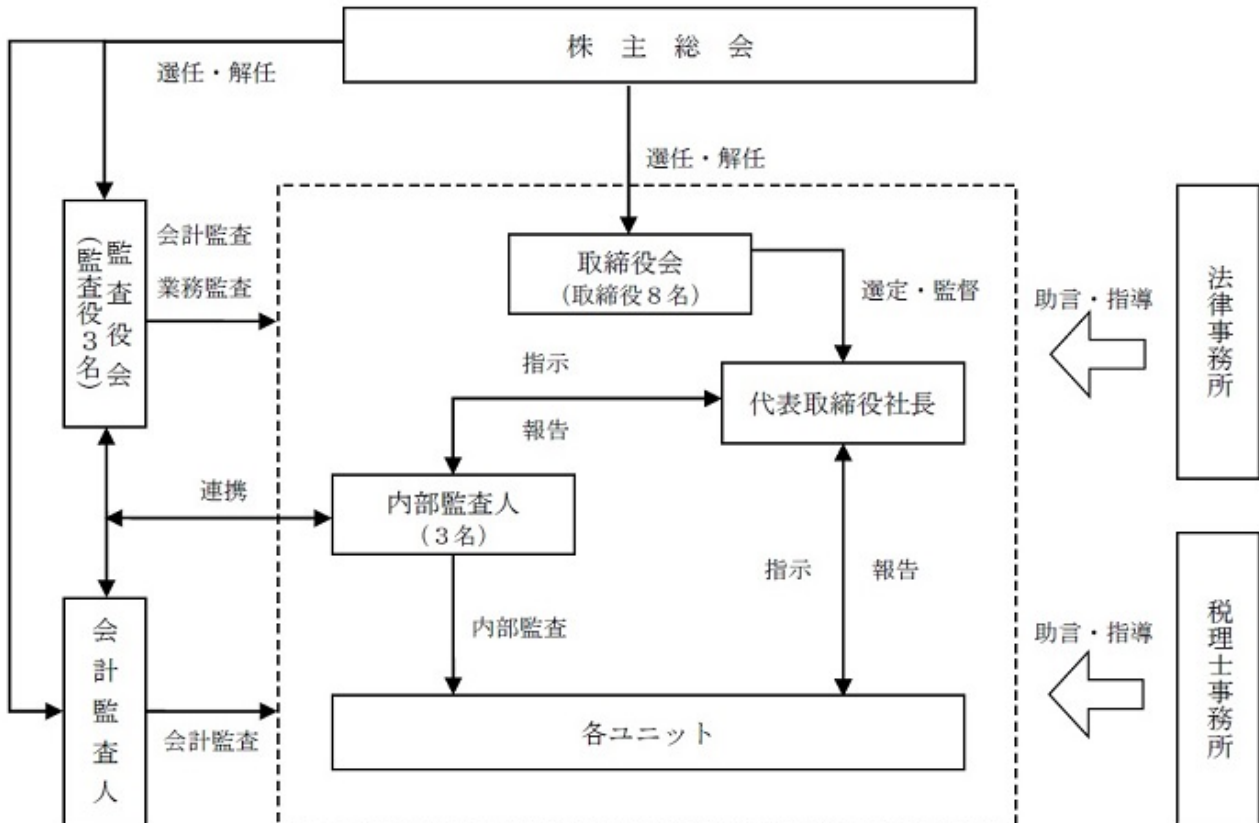 株主総会
選任・解任
選任・解任
監査役会
(監査役3名)
会計監査
業務監査
取締役会
(取締役8名)
選定・監督
助言・指導
法律事務所
指示
報告
代表取締役社長
連携
内部監査人
(3名)
指示
報告
内部監査
会計監査人
会計監査
各ユニット
助言・指導
税理士事務所